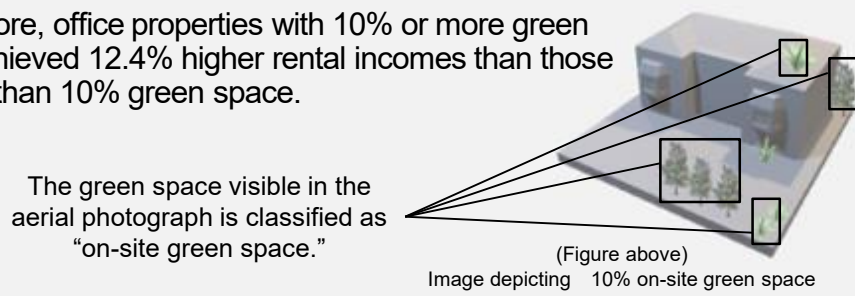 ore, office properties with 10% or more green
hieved 12.4% higher rental incomes than those
than 10% green space.
The green space visible in the
aerial photograph is classified as
“on-site green space.”
(Figure above)
Image depicting 10% on-site green space